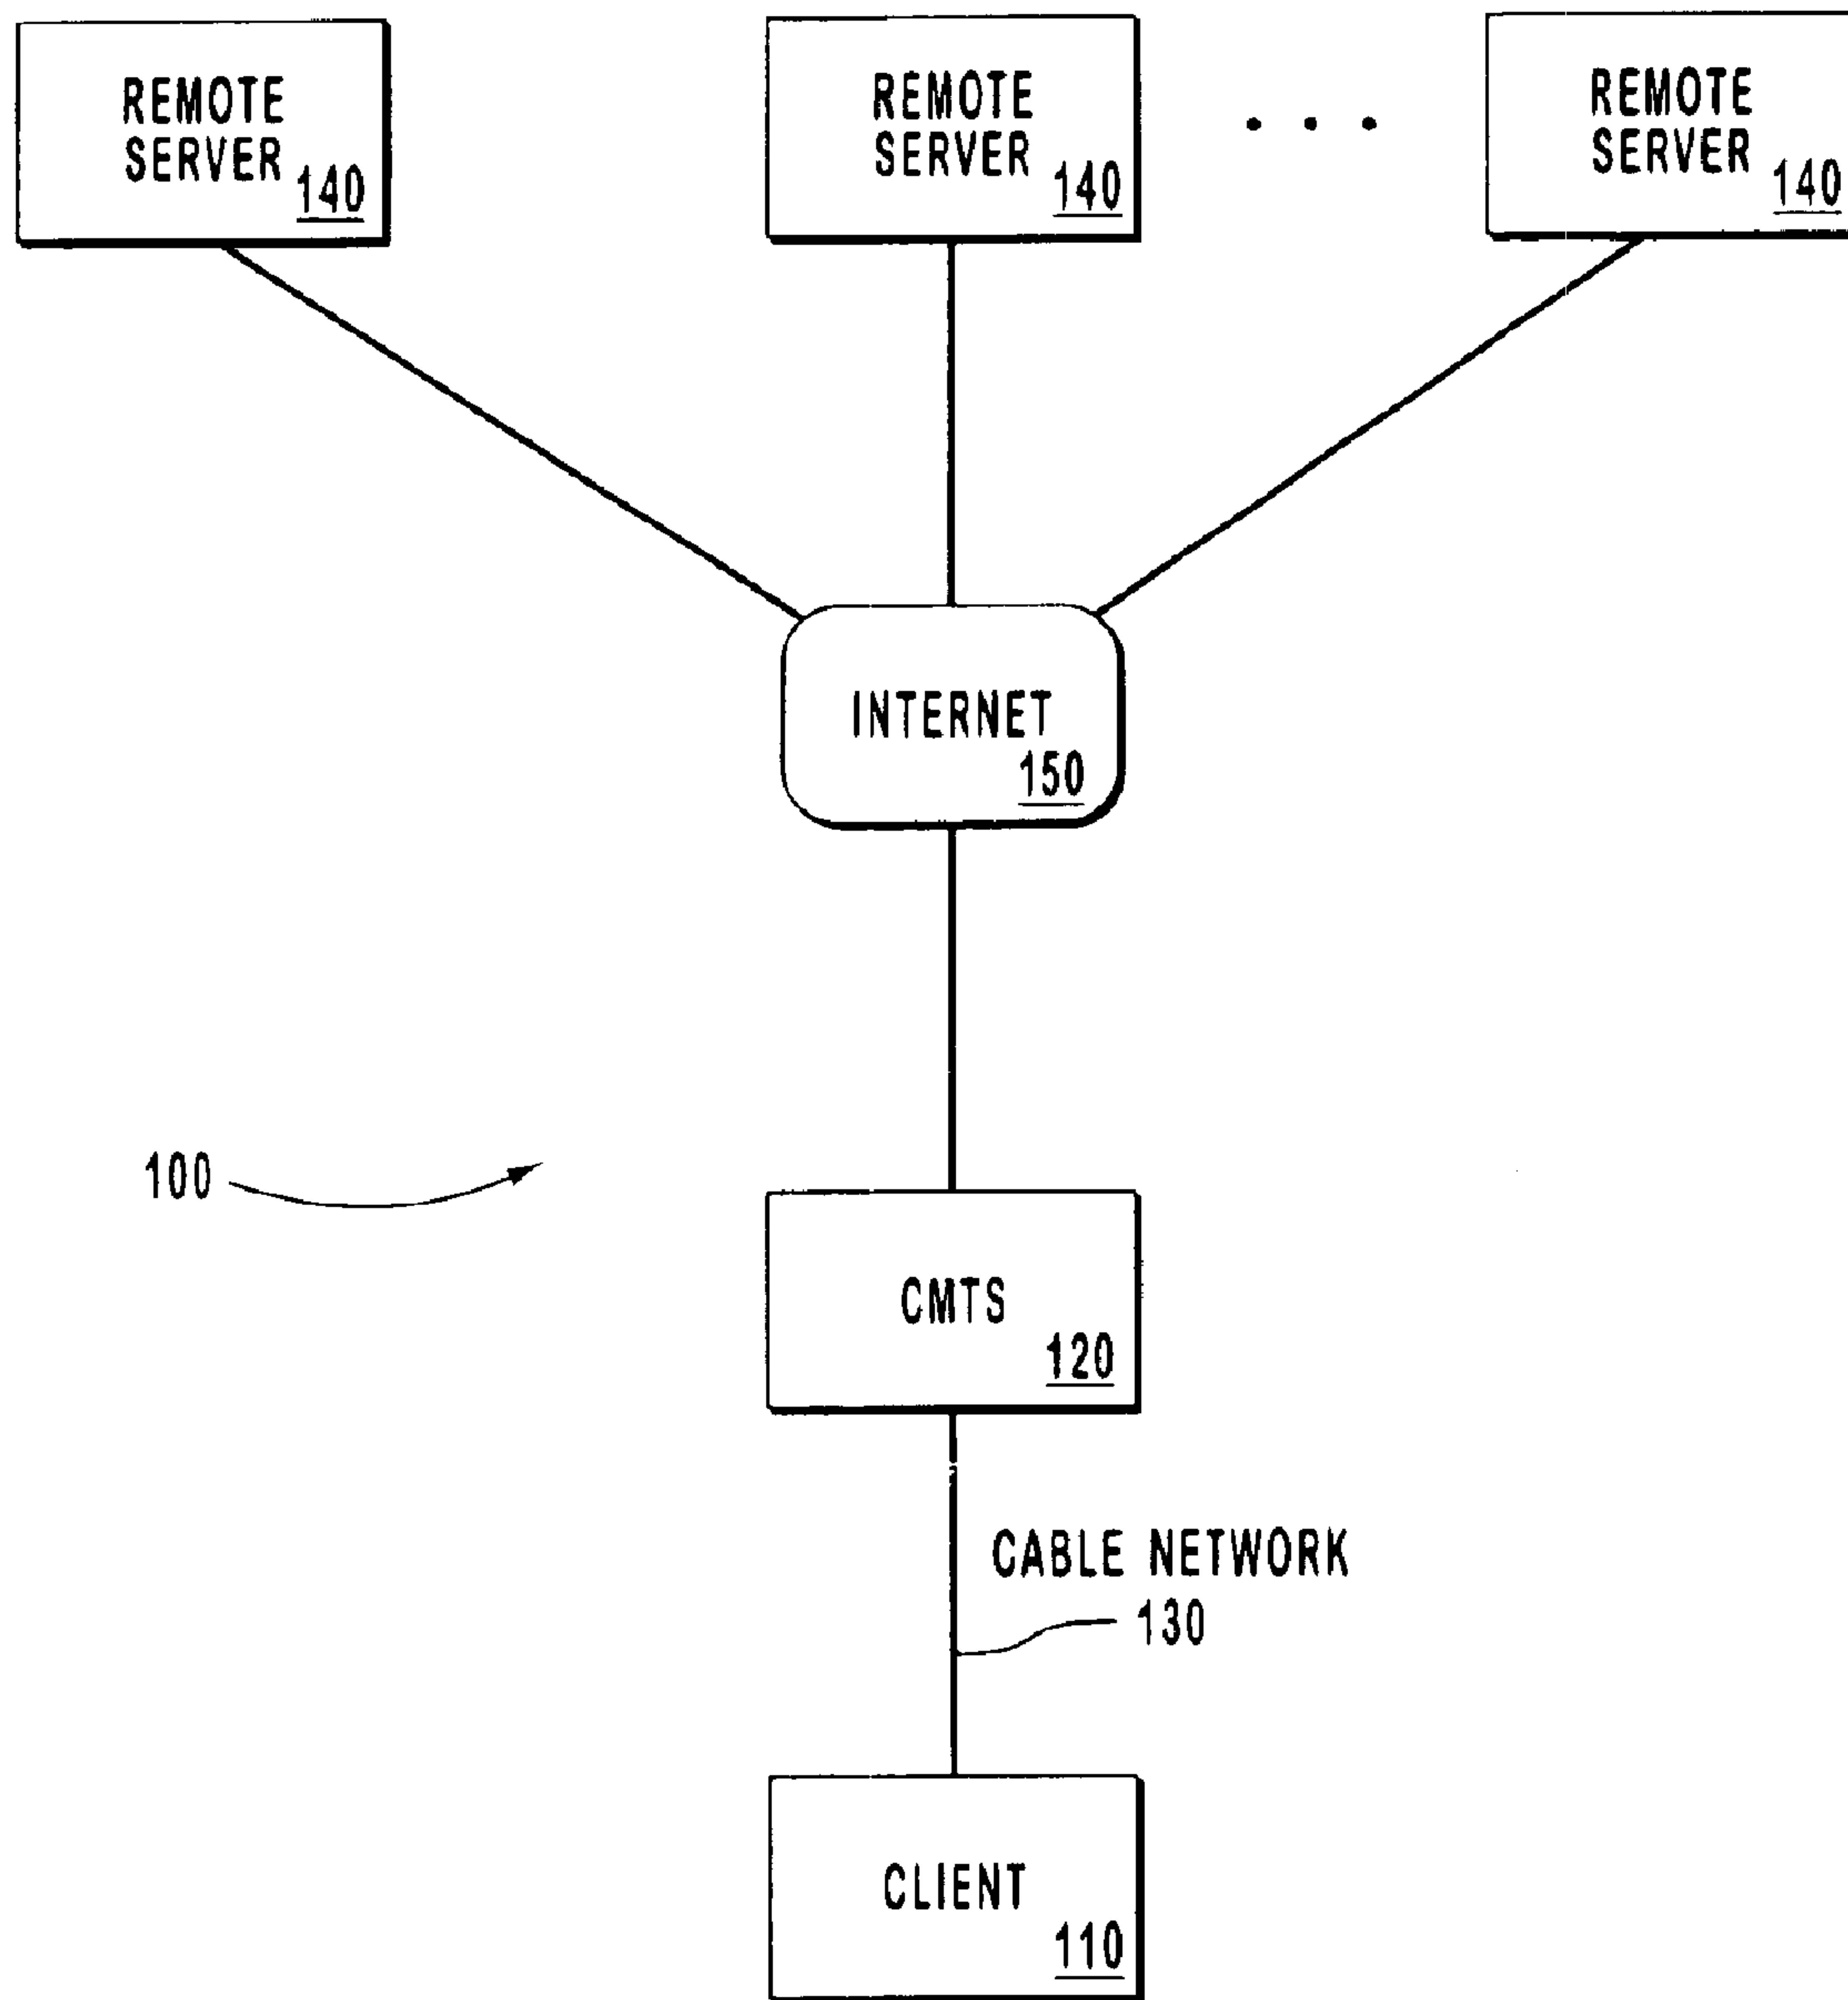 REMOTE
SERVER
140
REMOTE
SERVER
140
REMOTE
SERVER
140
INTERNET
150
100
CMTS
120
CABLE NETWORK
130
CLIENT
110